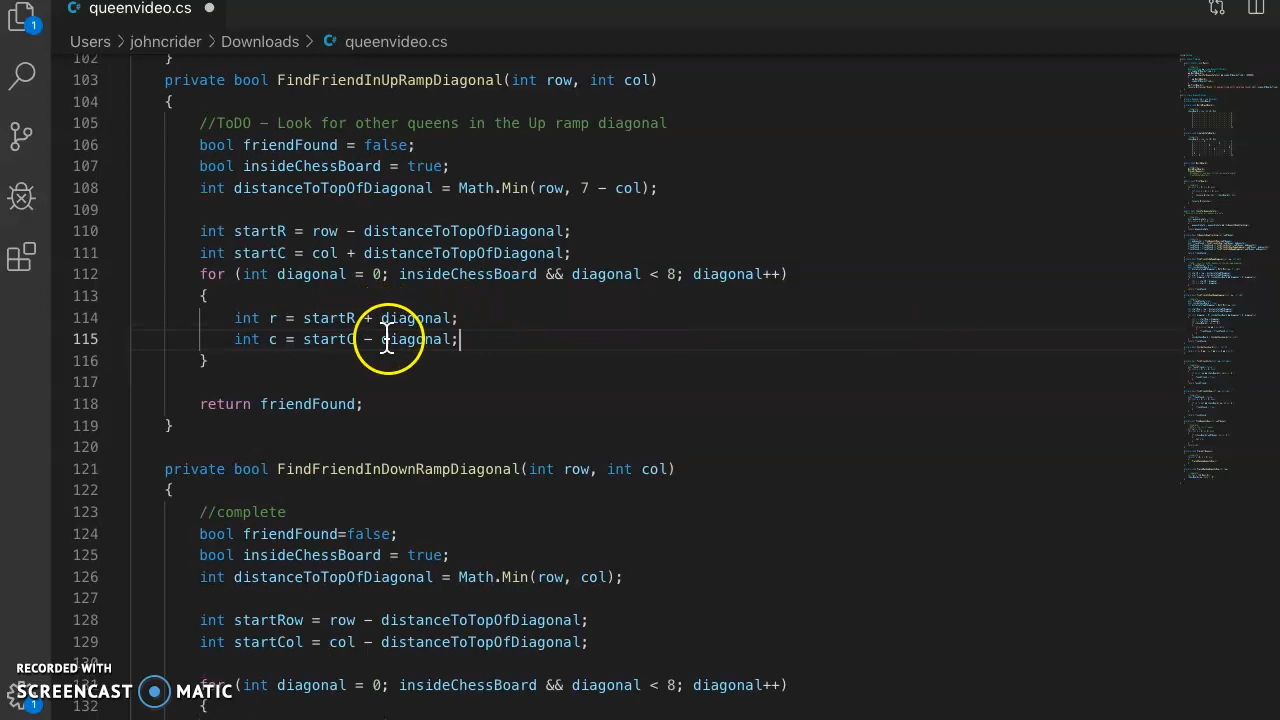 queenvideo.cs
1
Users > johncrider > Downloads > queenvideo.cs
102 }
103 private bool FindFriendInUpRampDiagonal(int row, int col)
104 {
105 //ToDO – Look for other queens in the Up ramp diagonal
106 bool friendFound = false;
107 bool insideChessBoard = true;
108 int distanceToTopOfDiagonal = Math.Min(row, 7 - col);
109
110 int startR = row - distanceToTopOfDiagonal;
111 int startC = col + distanceToTopOfDiagonal;
112 for (int diagonal = 0; insideChessBoard && diagonal < 8; diagonal++)
113 {
114 int r = startR + diagonal;
115 int c = startC - diagonal;
116 }
117
118 return friendFound;
119 }
120
121 private bool FindFriendInDownRampDiagonal(int row, int col)
122 {
123 //complete
124 bool friendFound=false;
125 bool insideChessBoard = true;
126 int distanceToTopOfDiagonal = Math.Min(row, col);
127
128 int startRow = row - distanceToTopOfDiagonal;
129 int startCol = col - distanceToTopOfDiagonal;
130
131 for (int diagonal = 0; insideChessBoard && diagonal < 8; diagonal++)
132 {
RECORDED WITH
SCREENCAST MATIC
1